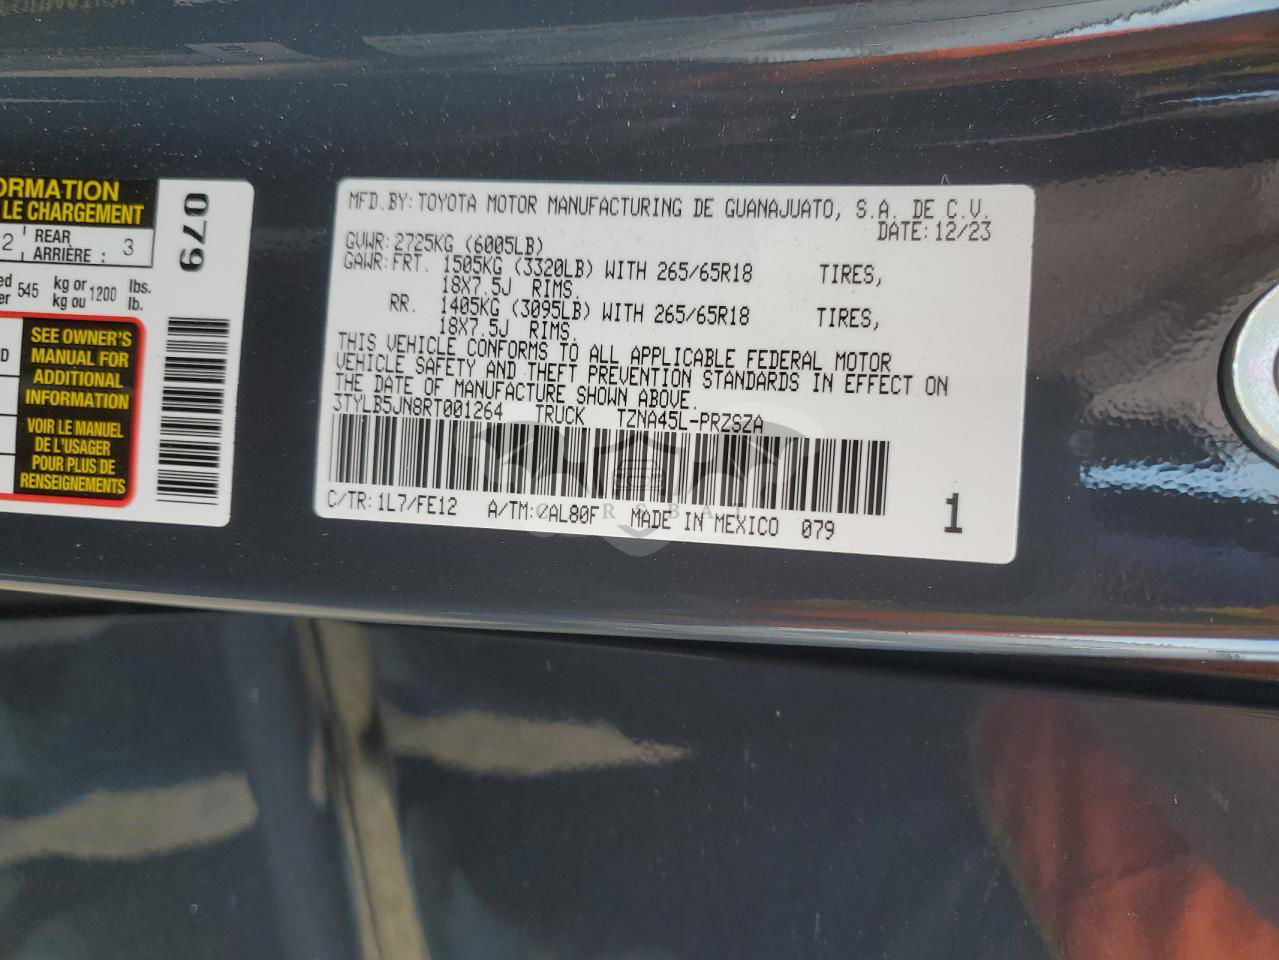 ORMATION
LE CHARGEMENT
2 REAR ARRIÈRE : 3
545 kg or kg ou 1200 lbs. lb.
SEE OWNER'S
MANUAL FOR
ADDITIONAL
INFORMATION
VOIR LE MANUEL
DE L'USAGER
POUR PLUS DE
RENSEIGNEMENTS
079
MFD.BY:TOYOTA MOTOR MANUFACTURING DE GUANAJUATO, S.A. DE C.V.
DATE:12/23
GVWR:2725KG (6005LB)
GAWR:FRT. 1505KG (3320LB) WITH 265/65R18 TIRES,
18X7.5J RIMS.
RR. 1405KG (3095LB) WITH 265/65R18 TIRES,
18X7.5J RIMS.
THIS VEHICLE CONFORMS TO ALL APPLICABLE FEDERAL MOTOR
VEHICLE SAFETY AND THEFT PREVENTION STANDARDS IN EFFECT ON
THE DATE OF MANUFACTURE SHOWN ABOVE.
3TYLB5JN8RT001264 TRUCK TZNA45L-PRZSZA
C/TR:1L7/FE12 A/TM: AL80F MADE IN MEXICO 079
1